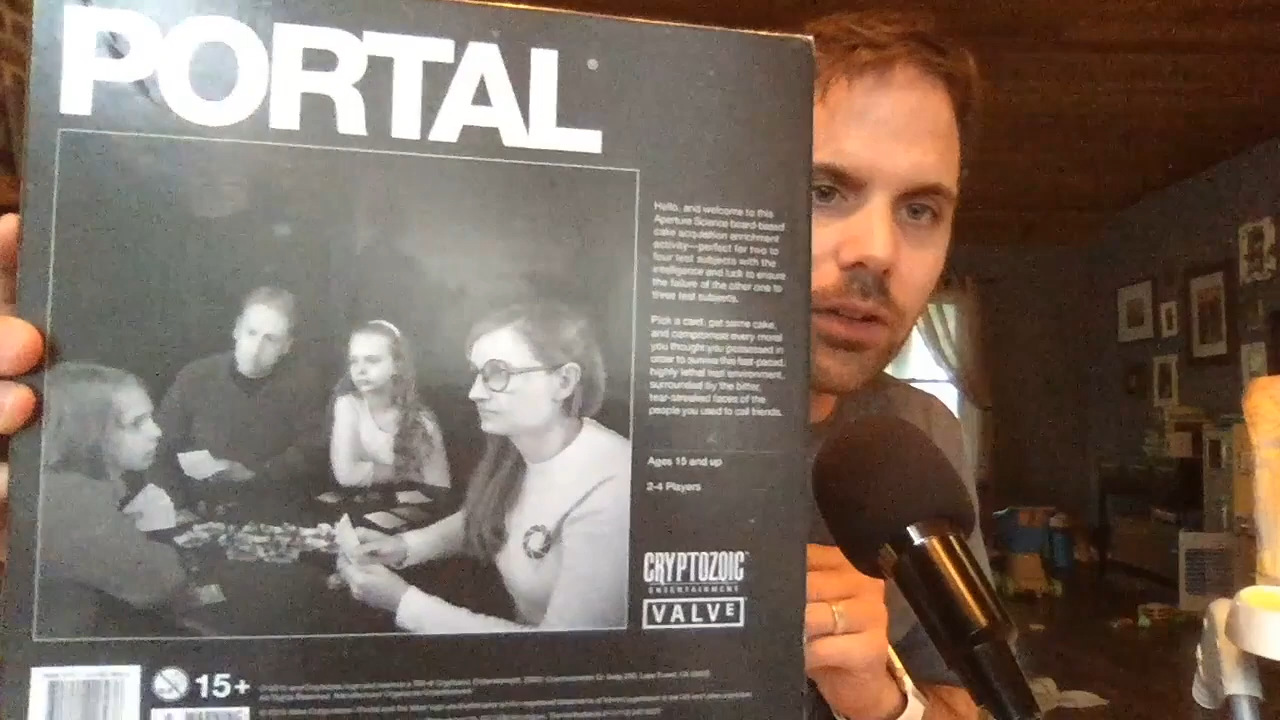 PORTAL
Hello, and welcome to this
Aperture Science board-based
cake acquisition enrichment
activity—perfect for two to
four test subjects with the
intelligence and luck to ensure
the failure of the other one to
three test subjects.
Pick a card, get some cake,
and compromise every moral
you thought you possessed in
order to survive this fast-paced,
highly lethal test environment,
surrounded by the bitter,
tear-streaked faces of the
people you used to call friends.
Ages 15 and up
2-4 Players
CRYPTOZOIC
ENTERTAINMENT
VALVE
15+